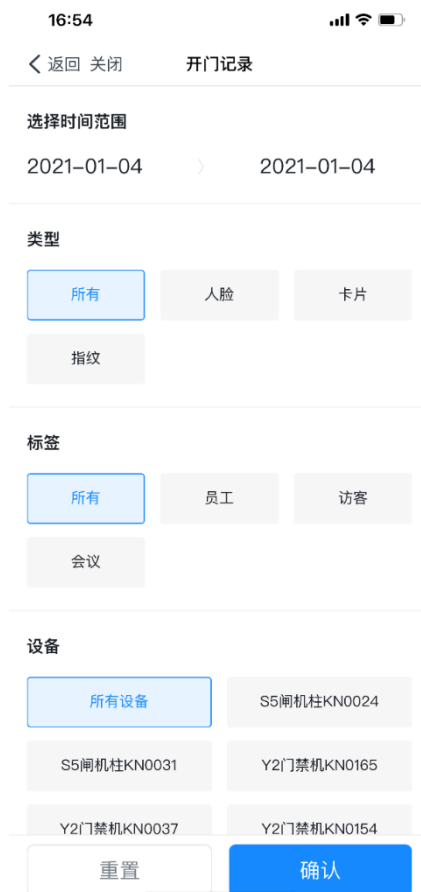 16:54
返回 关闭 开门记录
选择时间范围
2021-01-04 2021-01-04
类型
所有 人脸 卡片
指纹
标签
所有 员工 访客
会议
设备
所有设备 S5闸机柱KN0024
S5闸机柱KN0031 Y2门禁机KN0165
Y2门禁机KN0037 Y2门禁机KN0154
重置 确认